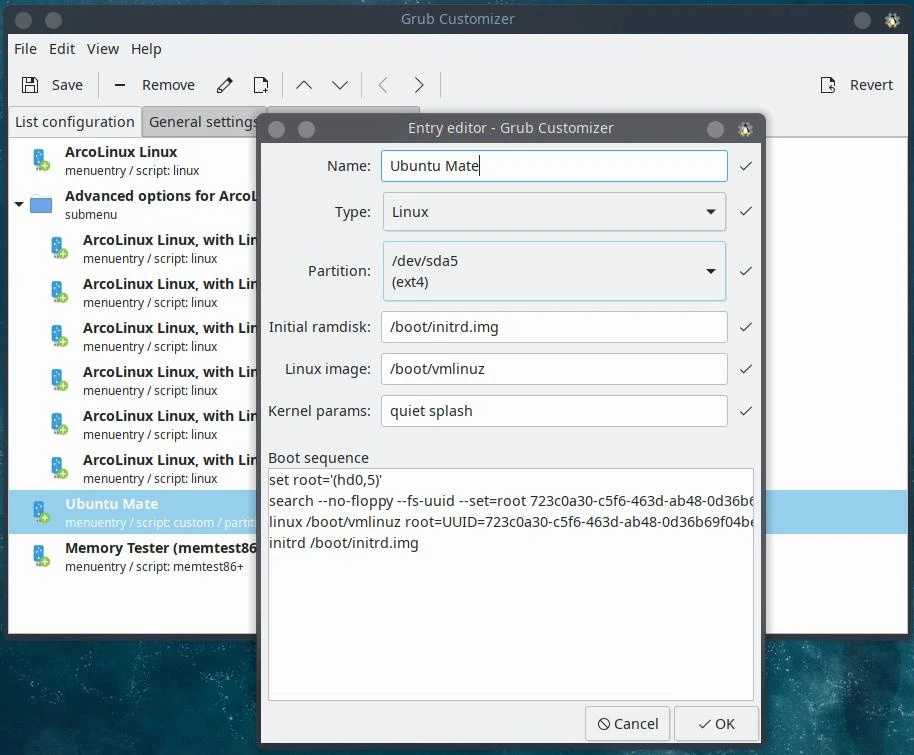 Grub Customizer
File Edit View Help
Save Remove Revert
List configuration General settings
ArcoLinux Linux
menuentry / script: linux
Advanced options for ArcoL
submenu
ArcoLinux Linux, with Lin
menuentry / script: linux
ArcoLinux Linux, with Lin
menuentry / script: linux
ArcoLinux Linux, with Lin
menuentry / script: linux
ArcoLinux Linux, with Lin
menuentry / script: linux
ArcoLinux Linux, with Lin
menuentry / script: linux
ArcoLinux Linux, with Lin
menuentry / script: linux
Ubuntu Mate
menuentry / script: custom / partiti
Memory Tester (memtest86
menuentry / script: memtest86+
Entry editor - Grub Customizer
Name: Ubuntu Mate
Type: Linux
Partition: /dev/sda5
(ext4)
Initial ramdisk: /boot/initrd.img
Linux image: /boot/vmlinuz
Kernel params: quiet splash
Boot sequence
set root='(hd0,5)'
search --no-floppy --fs-uuid --set=root 723c0a30-c5f6-463d-ab48-0d36b6
linux /boot/vmlinuz root=UUID=723c0a30-c5f6-463d-ab48-0d36b69f04be
initrd /boot/initrd.img
Cancel OK